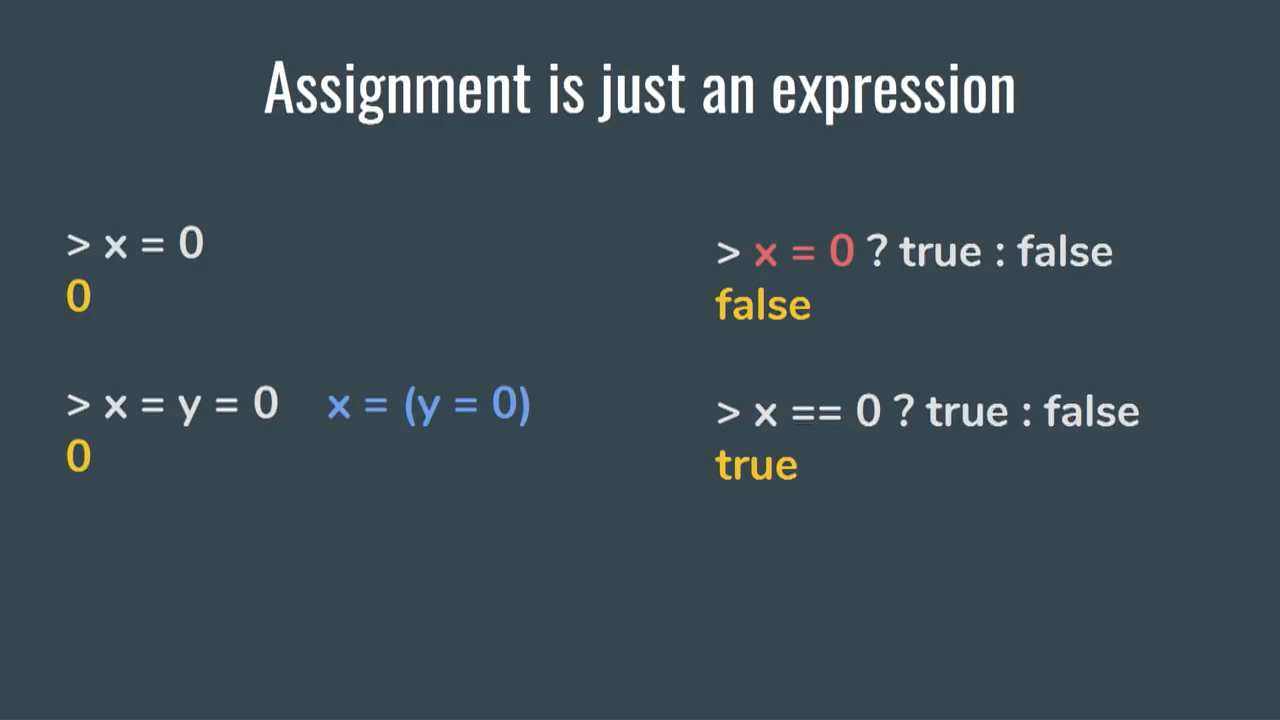 Assignment is just an expression
> x = 0
0
> x = y = 0 x = (y = 0)
0
> x = 0 ? true : false
false
> x == 0 ? true : false
true